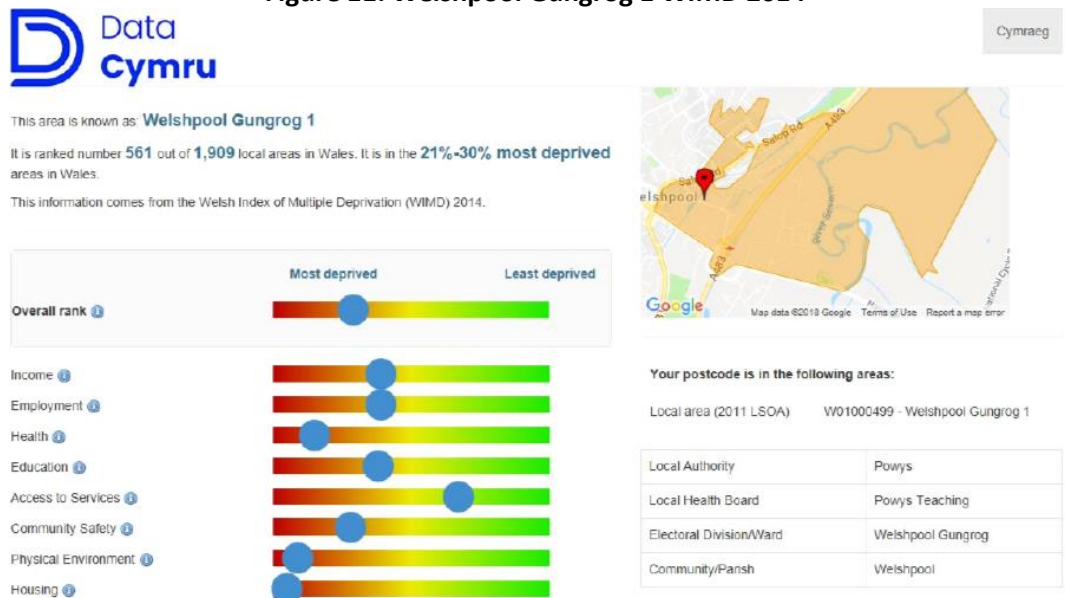 Data
Cymru
Cymraeg
This area is known as: Welshpool Gungrog 1
It is ranked number 561 out of 1,909 local areas in Wales. It is in the 21%-30% most deprived
areas in Wales.
This information comes from the Welsh Index of Multiple Deprivation (WIMD) 2014.
Most deprived Least deprived
Overall rank
Income
Employment
Health
Education
Access to Services
Community Safety
Physical Environment
Housing
Salop Rd
A483
elshpool
River Severn
A483
Google
Map data ©2018 Google Terms of Use Report a map error
Your postcode is in the following areas:
Local area (2011 LSOA) W01000499 - Welshpool Gungrog 1
Local Authority Powys
Local Health Board Powys Teaching
Electoral Division/Ward Welshpool Gungrog
Community/Parish Welshpool